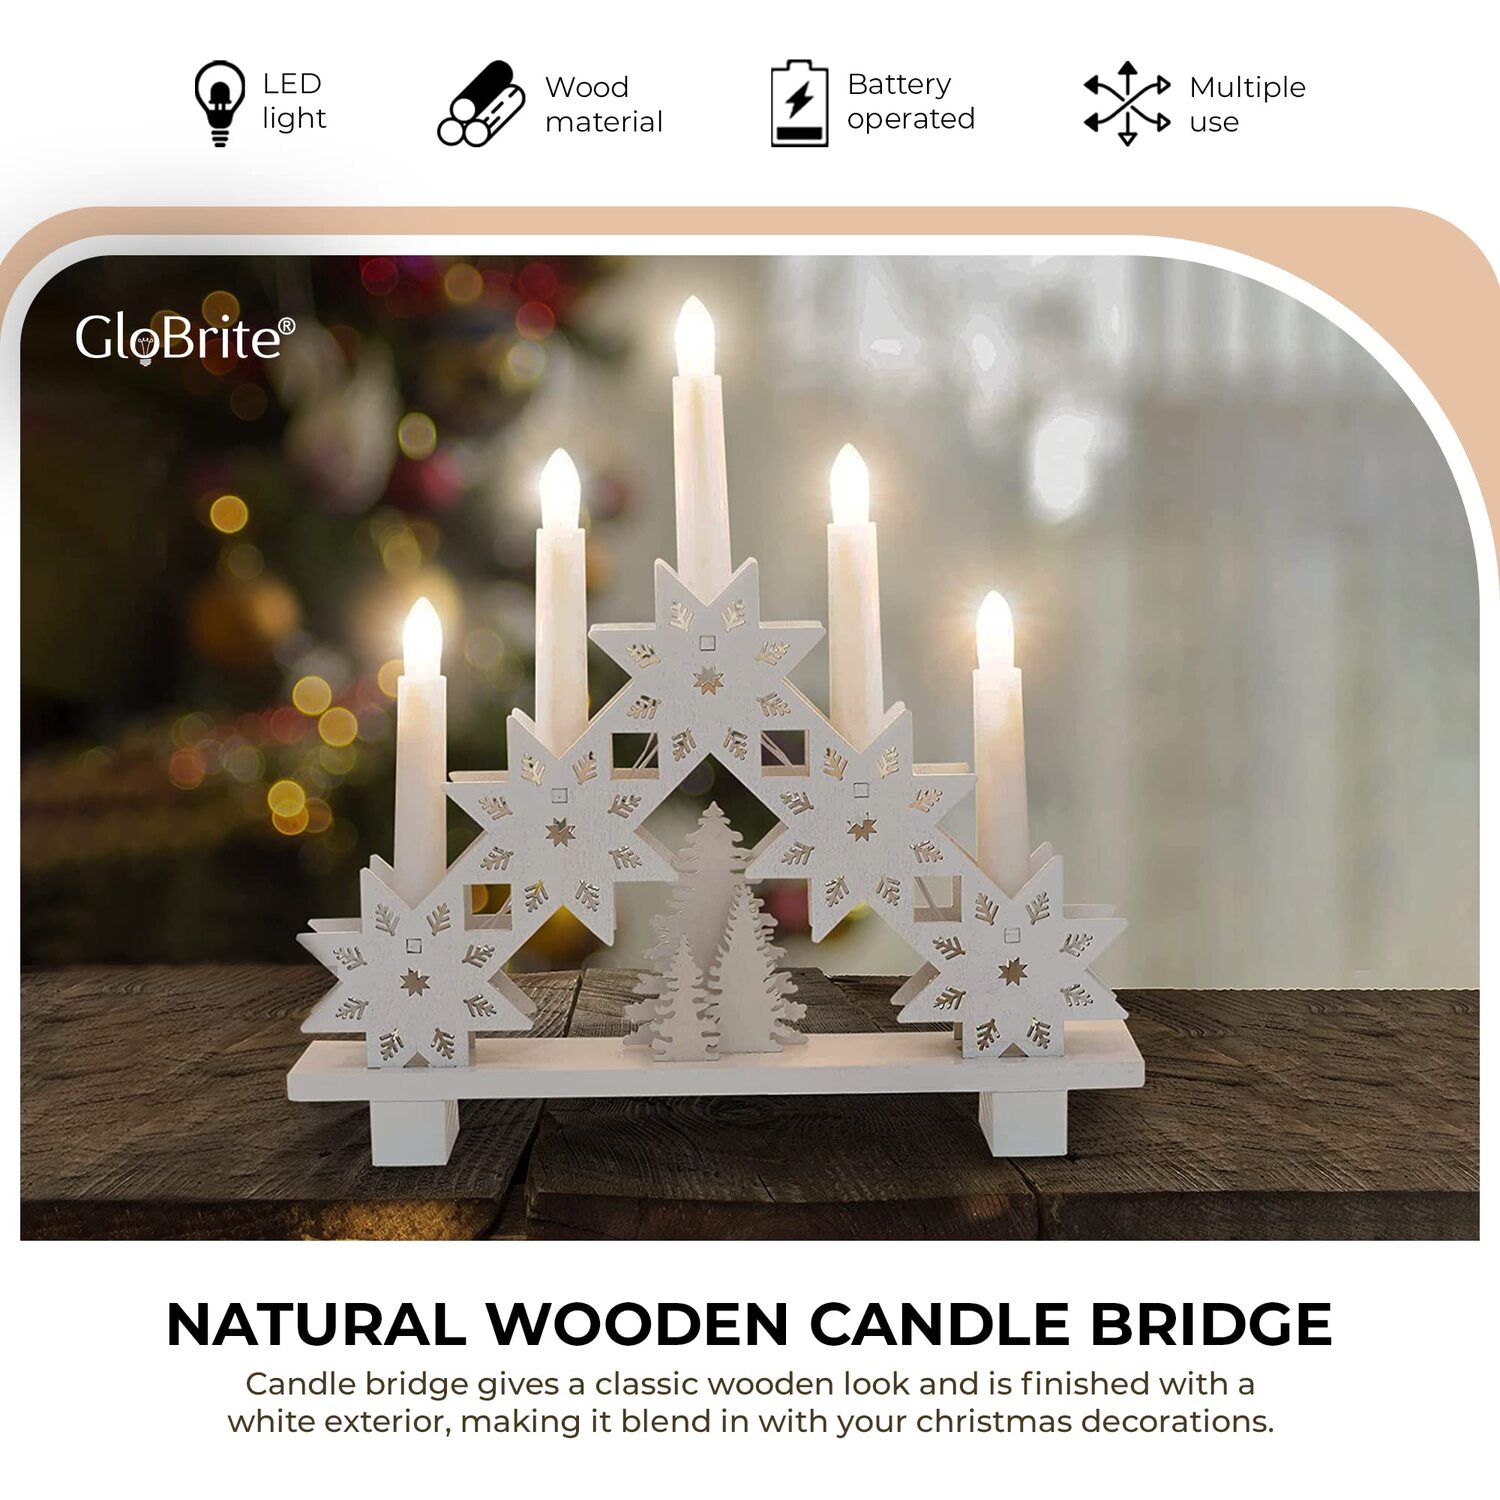 LED
light
Wood
material
Battery
operated
Multiple
use
GloBrite®
NATURAL WOODEN CANDLE BRIDGE
Candle bridge gives a classic wooden look and is finished with a
white exterior, making it blend in with your christmas decorations.